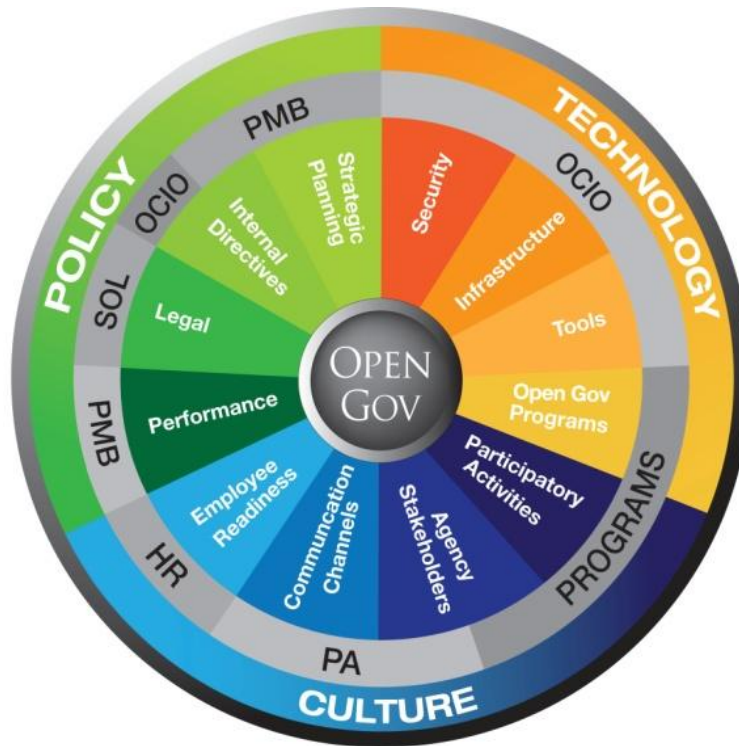 OPEN
GOV
POLICY
TECHNOLOGY
CULTURE
PMB
OCIO
PROGRAMS
PA
HR
PMB
SOL
OCIO
Strategic
Planning
Security
Infrastructure
Tools
Open Gov
Programs
Participatory
Activities
Agency
Stakeholders
Communcation
Channels
Employee
Readiness
Performance
Legal
Internal
Directives